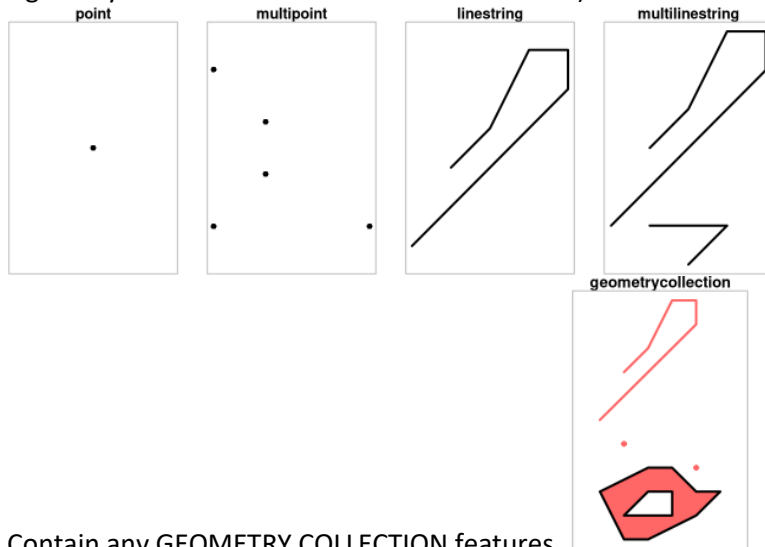 point multipoint linestring multilinestring
geometrycollection
Contain any GEOMETRY COLLECTION features